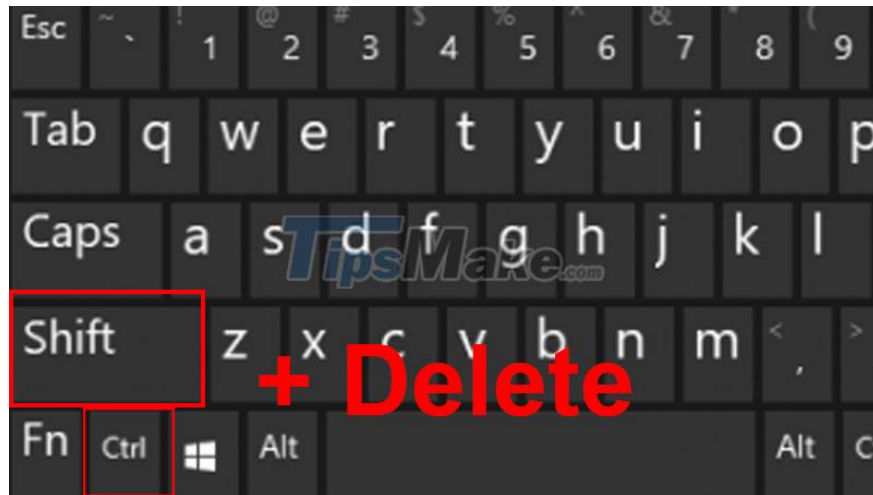 Esc ~ ` ! 1 @ 2 # 3 $ 4 % 5 ^ 6 & 7 * 8 ( 9
Tab q w e r t y u i o p
Caps a s d f g h j k l
TipsMake.com
Shift z x c v b n m < , >
+ Delete
Fn Ctrl Alt Alt C